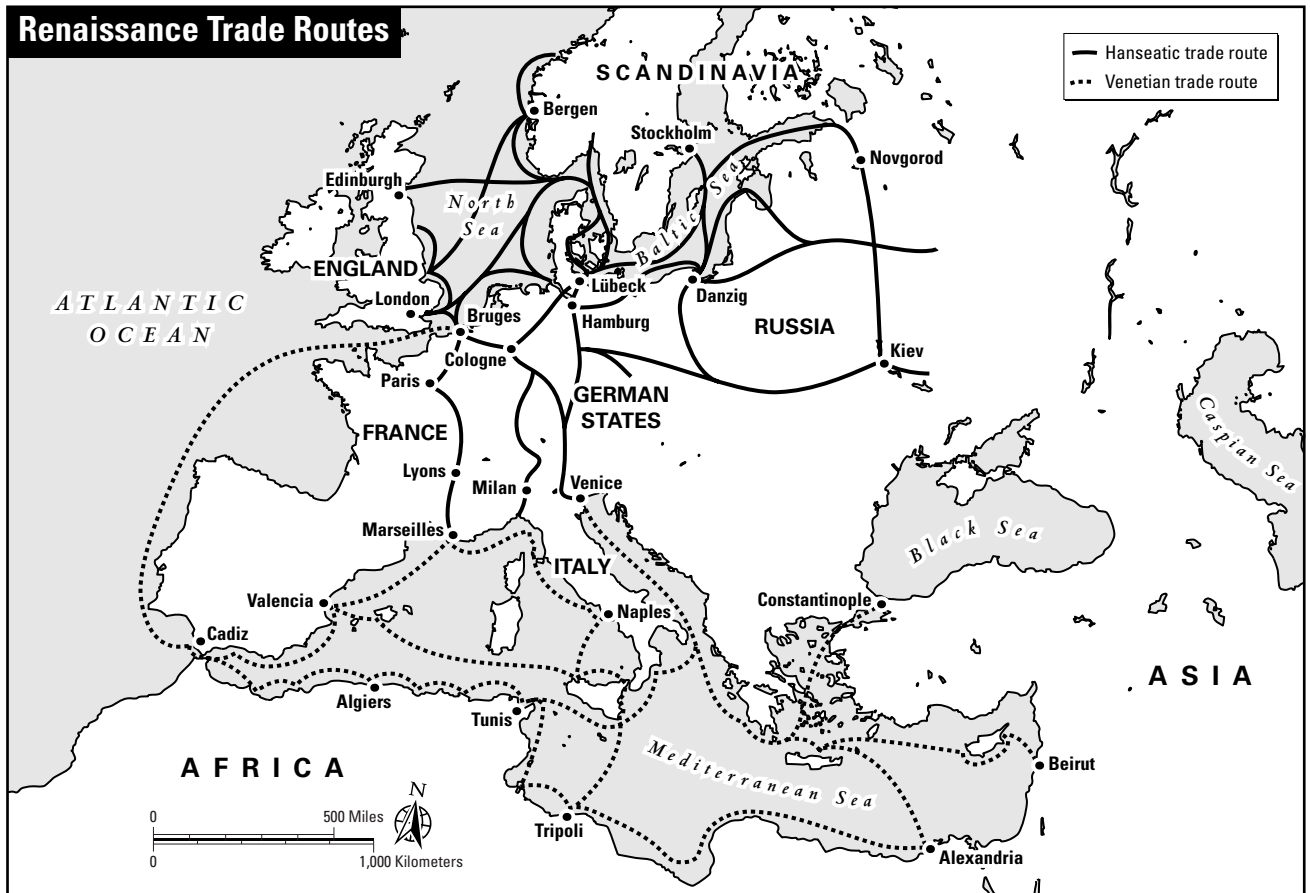 Renaissance Trade Routes
Hanseatic trade route
Venetian trade route
SCANDINAVIA
Bergen
Stockholm
Novgorod
Edinburgh
North
Sea
Baltic Sea
ENGLAND
London
Lübeck
Danzig
Hamburg
RUSSIA
ATLANTIC
OCEAN
Bruges
Cologne
Kiev
Paris
GERMAN
STATES
FRANCE
Caspian Sea
Lyons
Milan
Venice
Marseilles
Black Sea
ITALY
Valencia
Naples
Constantinople
Cadiz
ASIA
Algiers
Tunis
AFRICA
Mediterranean Sea
Beirut
N
0
500 Miles
0
1,000 Kilometers
Tripoli
Alexandria